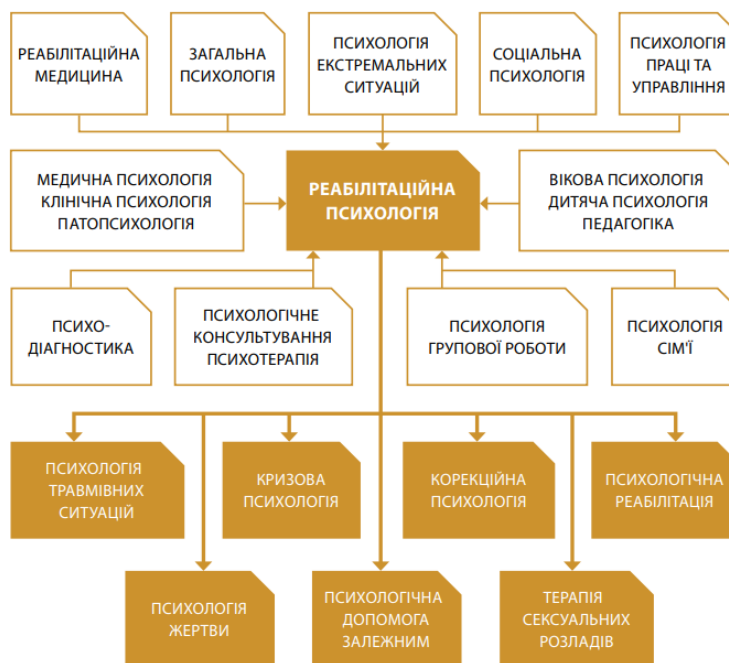 РЕАБІЛІТАЦІЙНА
МЕДИЦИНА
ЗАГАЛЬНА
ПСИХОЛОГІЯ
ПСИХОЛОГІЯ
ЕКСТРЕМАЛЬНИХ
СИТУАЦІЙ
СОЦІАЛЬНА
ПСИХОЛОГІЯ
ПСИХОЛОГІЯ
ПРАЦІ ТА
УПРАВЛІННЯ
МЕДИЧНА ПСИХОЛОГІЯ
КЛІНІЧНА ПСИХОЛОГІЯ
ПАТОПСИХОЛОГІЯ
РЕАБІЛІТАЦІЙНА
ПСИХОЛОГІЯ
ВІКОВА ПСИХОЛОГІЯ
ДИТЯЧА ПСИХОЛОГІЯ
ПЕДАГОГІКА
ПСИХО-
ДІАГНОСТИКА
ПСИХОЛОГІЧНЕ
КОНСУЛЬТУВАННЯ
ПСИХОТЕРАПІЯ
ПСИХОЛОГІЯ
ГРУПОВОЇ РОБОТИ
ПСИХОЛОГІЯ
СІМ'Ї
ПСИХОЛОГІЯ
ТРАВМІВНИХ
СИТУАЦІЙ
КРИЗОВА
ПСИХОЛОГІЯ
КОРЕКЦІЙНА
ПСИХОЛОГІЯ
ПСИХОЛОГІЧНА
РЕАБІЛІТАЦІЯ
ПСИХОЛОГІЯ
ЖЕРТВИ
ПСИХОЛОГІЧНА
ДОПОМОГА
ЗАЛЕЖНИМ
ТЕРАПІЯ
СЕКСУАЛЬНИХ
РОЗЛАДІВ